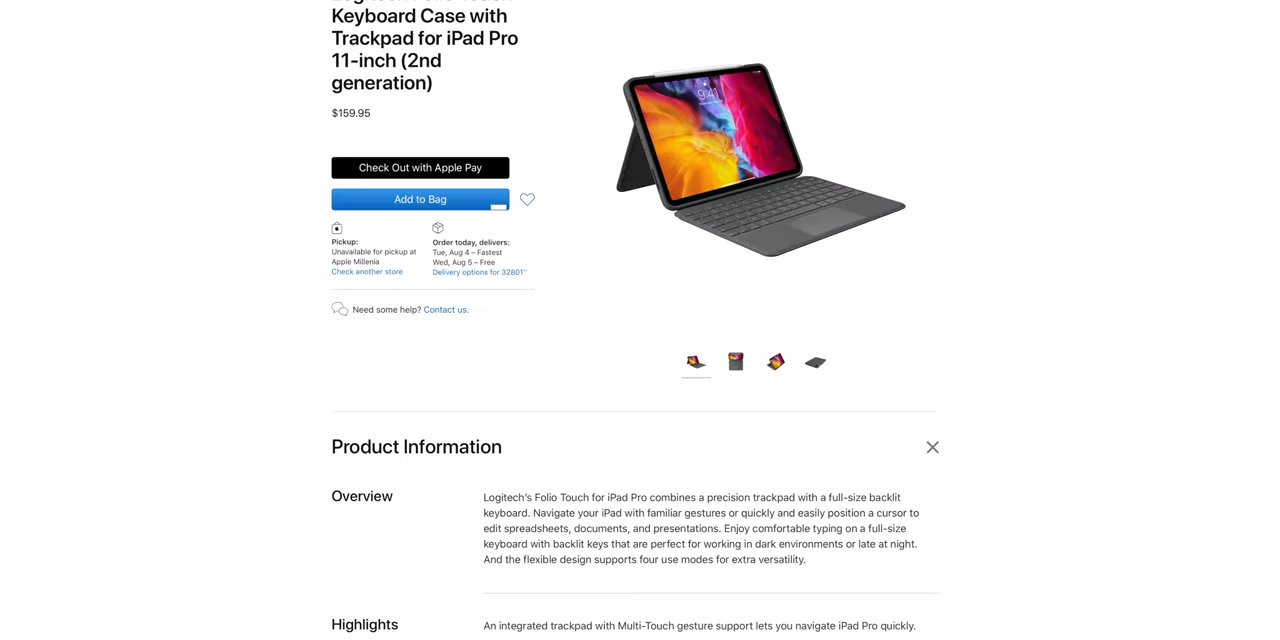 Keyboard Case with
Trackpad for iPad Pro
11-inch (2nd
generation)
$159.95
Check Out with Apple Pay
Add to Bag
Pickup:
Unavailable for pickup at
Apple Millenia
Check another store
Order today, delivers:
Tue, Aug 4 – Fastest
Wed, Aug 5 – Free
Delivery options for 32801**
Need some help? Contact us.
9:41
Product Information
Overview
Logitech’s Folio Touch for iPad Pro combines a precision trackpad with a full-size backlit
keyboard. Navigate your iPad with familiar gestures or quickly and easily position a cursor to
edit spreadsheets, documents, and presentations. Enjoy comfortable typing on a full-size
keyboard with backlit keys that are perfect for working in dark environments or late at night.
And the flexible design supports four use modes for extra versatility.
Highlights
An integrated trackpad with Multi-Touch gesture support lets you navigate iPad Pro quickly.